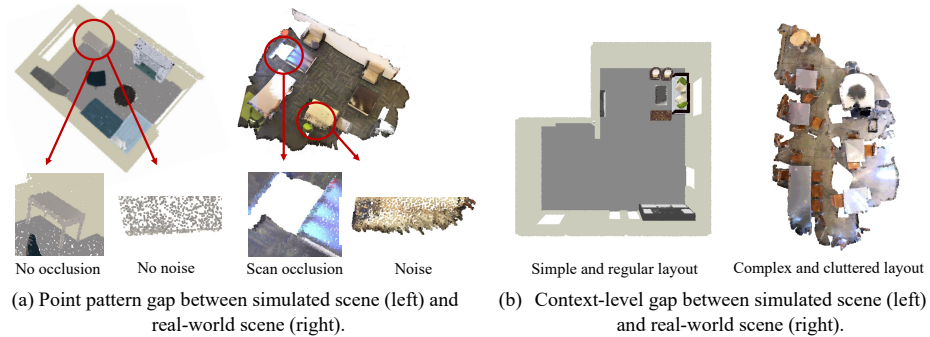 No occlusion
No noise
Scan occlusion
Noise
(a) Point pattern gap between simulated scene (left) and
real-world scene (right).
Simple and regular layout
Complex and cluttered layout
(b) Context-level gap between simulated scene (left)
and real-world scene (right).